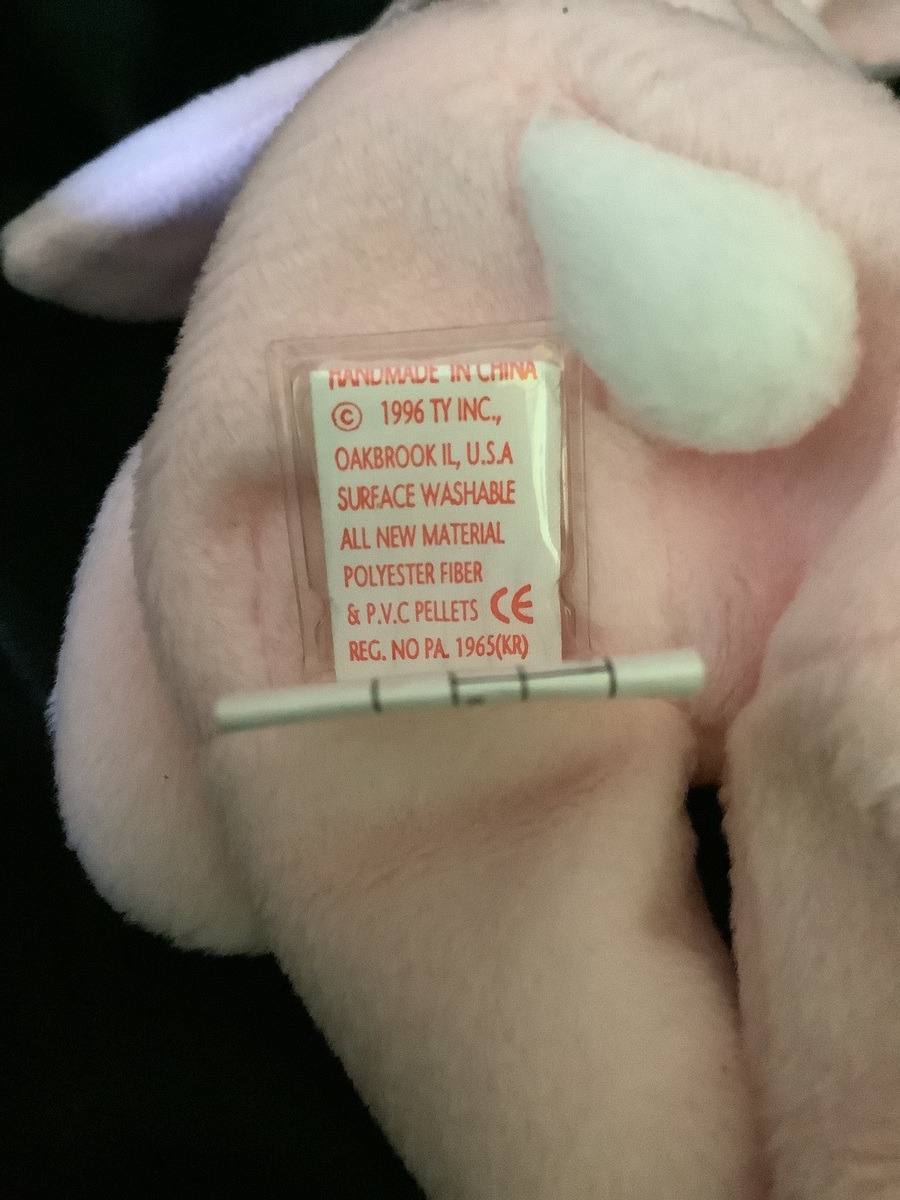 HANDMADE IN CHINA
© 1996 TY INC.,
OAKBROOK IL, U.S.A
SURFACE WASHABLE
ALL NEW MATERIAL
POLYESTER FIBER
& P.V.C PELLETS CE
REG. NO PA. 1965(KR)